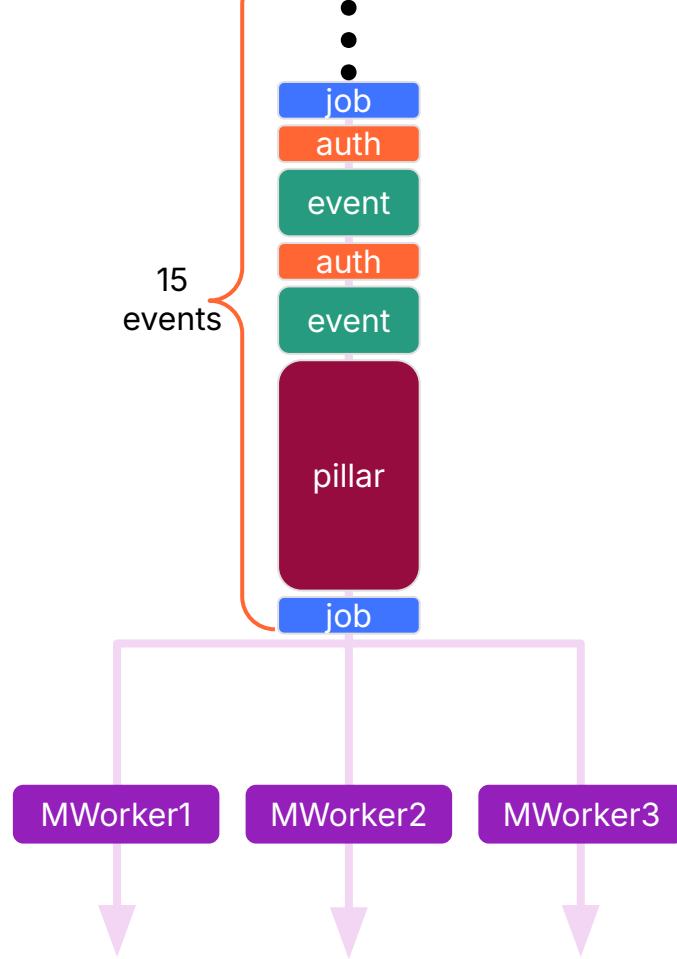 job
auth
event
auth
15
events
event
pillar
job
MWorker1
MWorker2
MWorker3